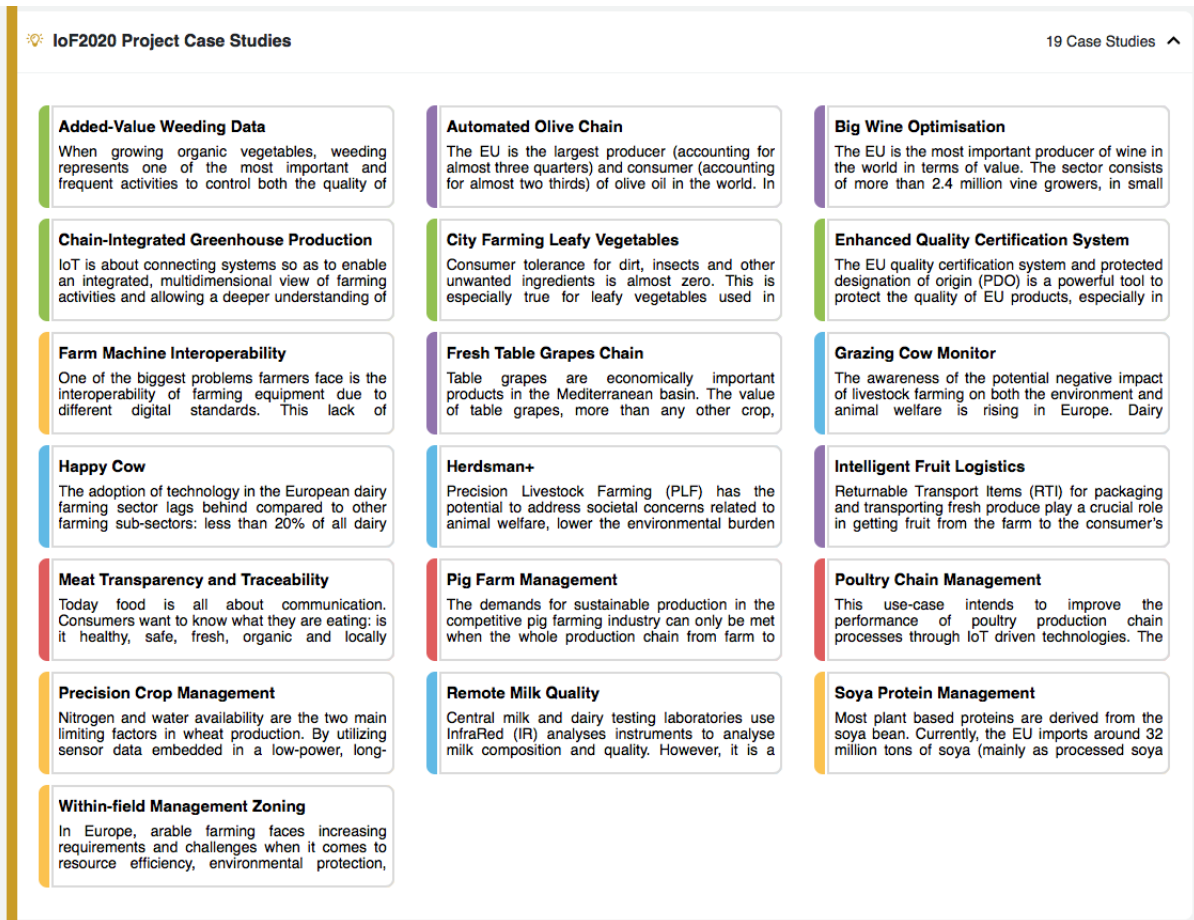 IoF2020 Project Case Studies
19 Case Studies
Added-Value Weeding Data
When growing organic vegetables, weeding
represents one of the most important and
frequent activities to control both the quality of
Automated Olive Chain
The EU is the largest producer (accounting for
almost three quarters) and consumer (accounting
for almost two thirds) of olive oil in the world. In
Big Wine Optimisation
The EU is the most important producer of wine in
the world in terms of value. The sector consists
of more than 2.4 million vine growers, in small
Chain-Integrated Greenhouse Production
IoT is about connecting systems so as to enable
an integrated, multidimensional view of farming
activities and allowing a deeper understanding of
City Farming Leafy Vegetables
Consumer tolerance for dirt, insects and other
unwanted ingredients is almost zero. This is
especially true for leafy vegetables used in
Enhanced Quality Certification System
The EU quality certification system and protected
designation of origin (PDO) is a powerful tool to
protect the quality of EU products, especially in
Farm Machine Interoperability
One of the biggest problems farmers face is the
interoperability of farming equipment due to
different digital standards. This lack of
Fresh Table Grapes Chain
Table grapes are economically important
products in the Mediterranean basin. The value
of table grapes, more than any other crop,
Grazing Cow Monitor
The awareness of the potential negative impact
of livestock farming on both the environment and
animal welfare is rising in Europe. Dairy
Happy Cow
The adoption of technology in the European dairy
farming sector lags behind compared to other
farming sub-sectors: less than 20% of all dairy
Herdsman+
Precision Livestock Farming (PLF) has the
potential to address societal concerns related to
animal welfare, lower the environmental burden
Intelligent Fruit Logistics
Returnable Transport Items (RTI) for packaging
and transporting fresh produce play a crucial role
in getting fruit from the farm to the consumer's
Meat Transparency and Traceability
Today food is all about communication.
Consumers want to know what they are eating: is
it healthy, safe, fresh, organic and locally
Pig Farm Management
The demands for sustainable production in the
competitive pig farming industry can only be met
when the whole production chain from farm to
Poultry Chain Management
This use-case intends to improve the
performance of poultry production chain
processes through IoT driven technologies. The
Precision Crop Management
Nitrogen and water availability are the two main
limiting factors in wheat production. By utilizing
sensor data embedded in a low-power, long-
Remote Milk Quality
Central milk and dairy testing laboratories use
InfraRed (IR) analyses instruments to analyse
milk composition and quality. However, it is a
Soya Protein Management
Most plant based proteins are derived from the
soya bean. Currently, the EU imports around 32
million tons of soya (mainly as processed soya
Within-field Management Zoning
In Europe, arable farming faces increasing
requirements and challenges when it comes to
resource efficiency, environmental protection,